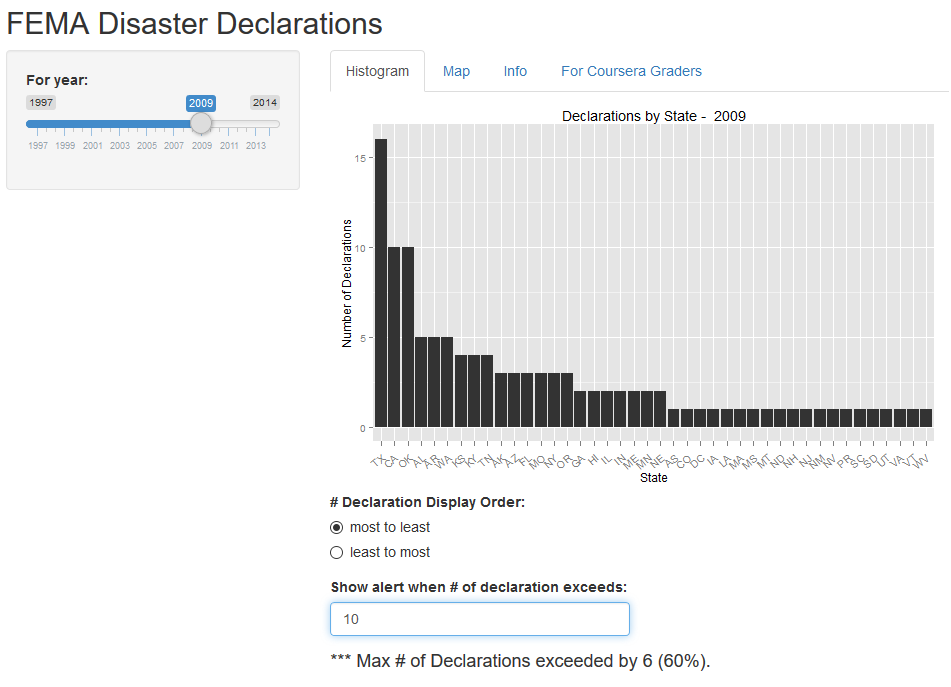 FEMA Disaster Declarations
For year:
1997 2009 2014
1997 1999 2001 2003 2005 2007 2009 2011 2013
Histogram Map Info For Coursera Graders
Declarations by State - 2009
Number of Declarations
15
10
5
0
TX CA OK AL AR WA KS KY TN AK AZ FL MO NY OR GA HI IL IN ME MN NE AS CO DC IA LA MA MS MT ND NH NJ NM NV PR SC SD UT VA VT WV
State
# Declaration Display Order:
most to least
least to most
Show alert when # of declaration exceeds:
10
*** Max # of Declarations exceeded by 6 (60%).